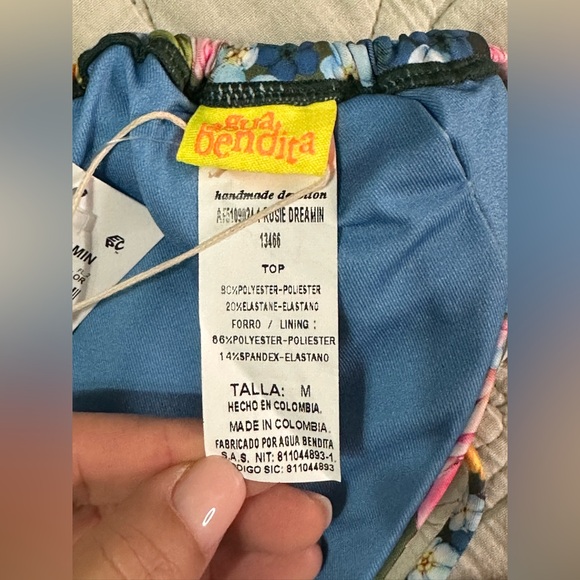 agua
bendita
handmade devotion
ROSIE DREAMIN
13466
TOP
80%POLYESTER-POLIESTER
20%ELASTANE-ELASTANO
FORRO / LINING :
86%POLYESTER-POLIESTER
14%SPANDEX-ELASTANO
TALLA: M
HECHO EN COLOMBIA.
MADE IN COLOMBIA.
FABRICADO POR AGUA BENDITA
S.A.S. NIT: 811044893-1.
CODIGO SIC: 811044893